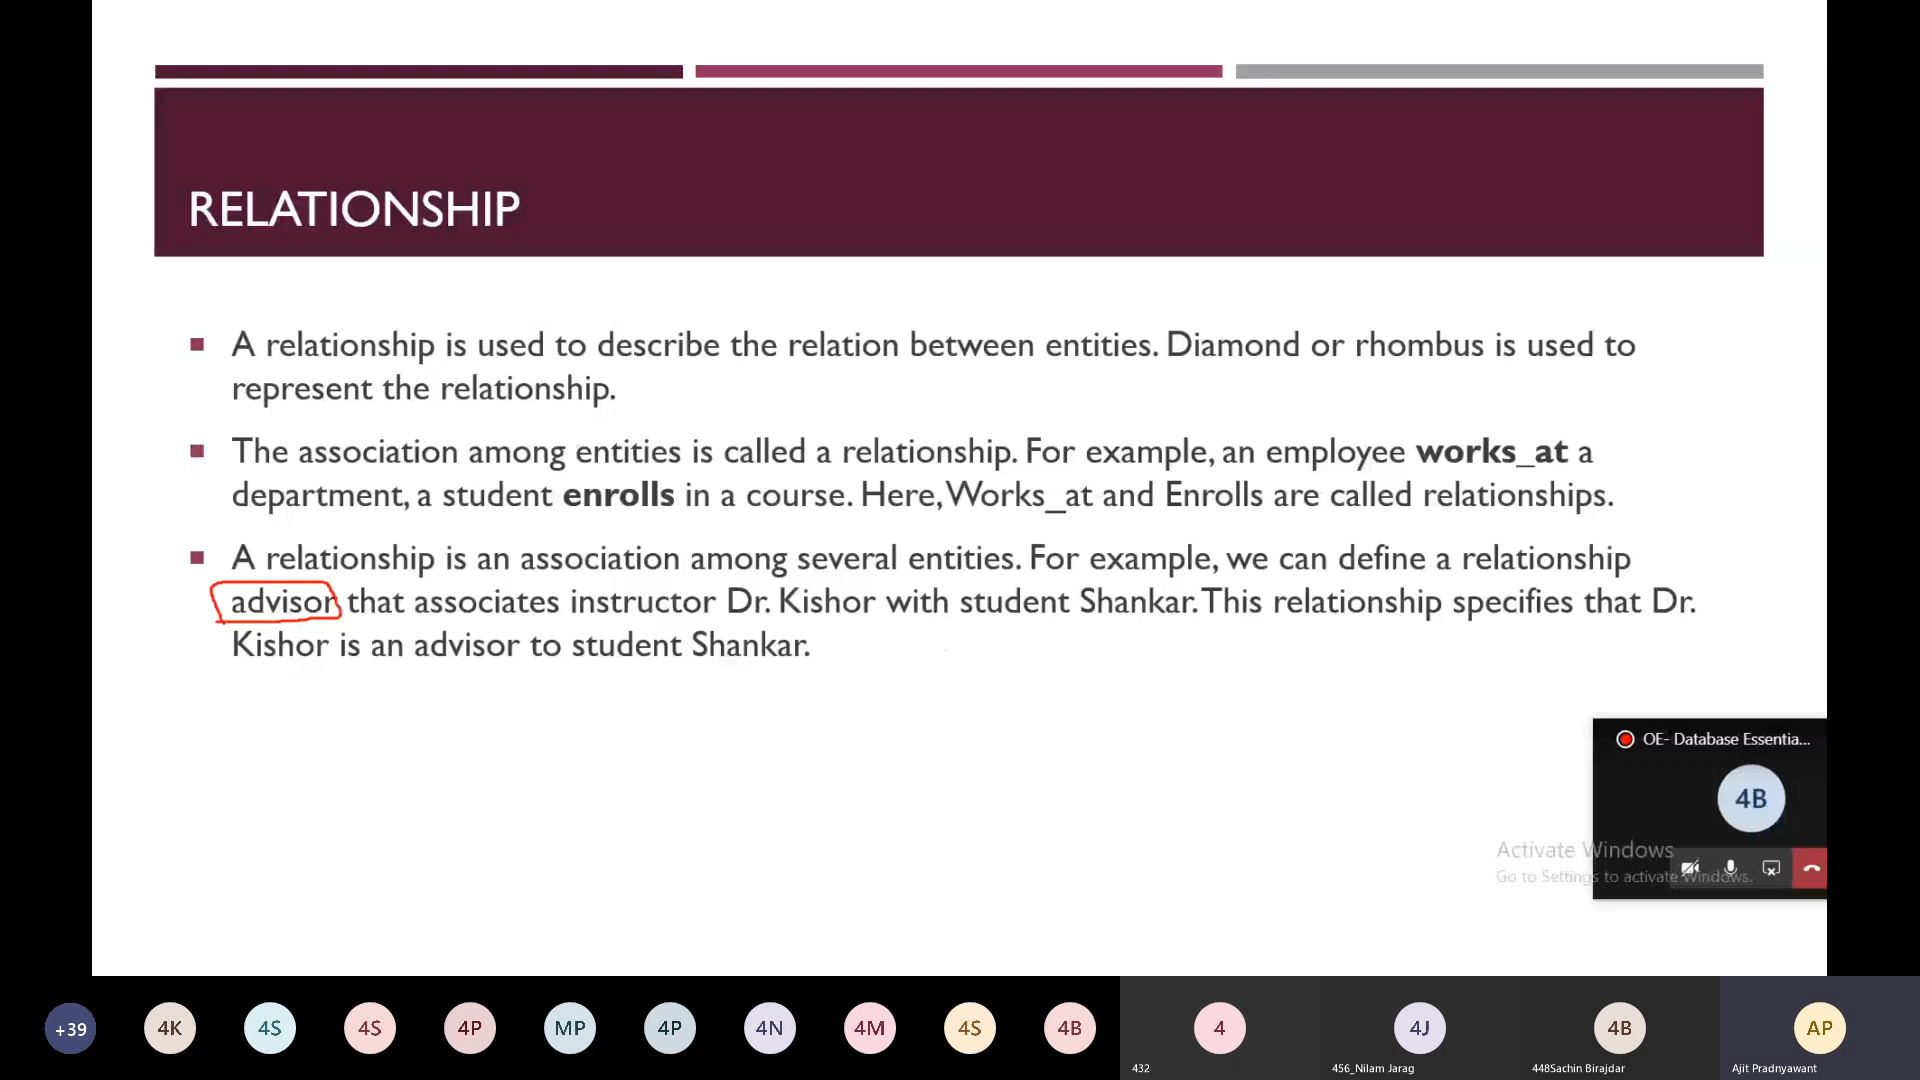 RELATIONSHIP
A relationship is used to describe the relation between entities. Diamond or rhombus is used to
represent the relationship.
The association among entities is called a relationship. For example, an employee works_at a
department, a student enrolls in a course. Here, Works_at and Enrolls are called relationships.
A relationship is an association among several entities. For example, we can define a relationship
advisor that associates instructor Dr. Kishor with student Shankar. This relationship specifies that Dr.
Kishor is an advisor to student Shankar.
OE- Database Essentia...
4B
Activate Windows
Go to Settings to activate Windows.
+39
4K
4S
4S
4P
MP
4P
4N
4M
4S
4B
4
4J
4B
AP
432
456_Nilam Jarag
448Sachin Birajdar
Ajit Pradnyawant